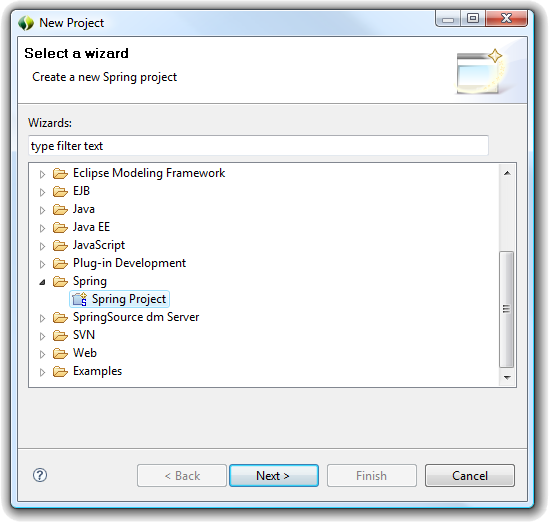 New Project
Select a wizard
Create a new Spring project
Wizards:
type filter text
Eclipse Modeling Framework
EJB
Java
Java EE
JavaScript
Plug-in Development
Spring
Spring Project
SpringSource dm Server
SVN
Web
Examples
?
< Back
Next >
Finish
Cancel